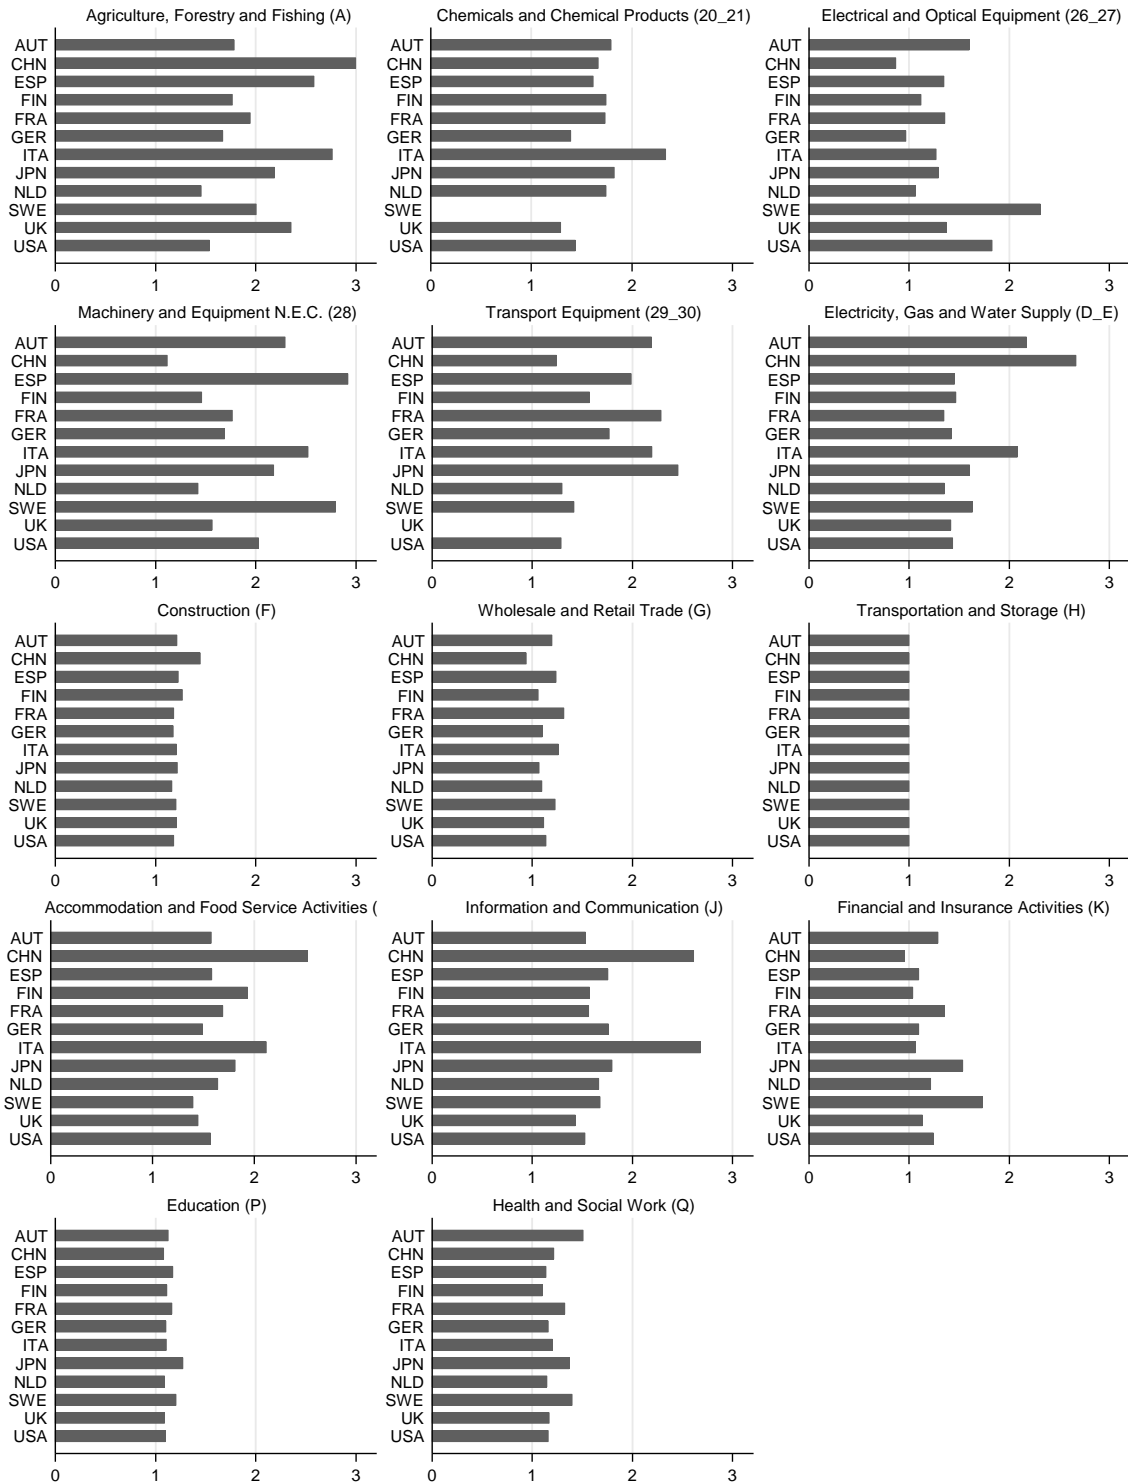 Agriculture, Forestry and Fishing (A)
AUT
CHN
ESP
FIN
FRA
GER
ITA
JPN
NLD
SWE
UK
USA
0 1 2 3
Chemicals and Chemical Products (20_21)
AUT
CHN
ESP
FIN
FRA
GER
ITA
JPN
NLD
SWE
UK
USA
0 1 2 3
Electrical and Optical Equipment (26_27)
AUT
CHN
ESP
FIN
FRA
GER
ITA
JPN
NLD
SWE
UK
USA
0 1 2 3
Machinery and Equipment N.E.C. (28)
AUT
CHN
ESP
FIN
FRA
GER
ITA
JPN
NLD
SWE
UK
USA
0 1 2 3
Transport Equipment (29_30)
AUT
CHN
ESP
FIN
FRA
GER
ITA
JPN
NLD
SWE
UK
USA
0 1 2 3
Electricity, Gas and Water Supply (D_E)
AUT
CHN
ESP
FIN
FRA
GER
ITA
JPN
NLD
SWE
UK
USA
0 1 2 3
Construction (F)
AUT
CHN
ESP
FIN
FRA
GER
ITA
JPN
NLD
SWE
UK
USA
0 1 2 3
Wholesale and Retail Trade (G)
AUT
CHN
ESP
FIN
FRA
GER
ITA
JPN
NLD
SWE
UK
USA
0 1 2 3
Transportation and Storage (H)
AUT
CHN
ESP
FIN
FRA
GER
ITA
JPN
NLD
SWE
UK
USA
0 1 2 3
Accommodation and Food Service Activities (
AUT
CHN
ESP
FIN
FRA
GER
ITA
JPN
NLD
SWE
UK
USA
0 1 2 3
Information and Communication (J)
AUT
CHN
ESP
FIN
FRA
GER
ITA
JPN
NLD
SWE
UK
USA
0 1 2 3
Financial and Insurance Activities (K)
AUT
CHN
ESP
FIN
FRA
GER
ITA
JPN
NLD
SWE
UK
USA
0 1 2 3
Education (P)
AUT
CHN
ESP
FIN
FRA
GER
ITA
JPN
NLD
SWE
UK
USA
0 1 2 3
Health and Social Work (Q)
AUT
CHN
ESP
FIN
FRA
GER
ITA
JPN
NLD
SWE
UK
USA
0 1 2 3